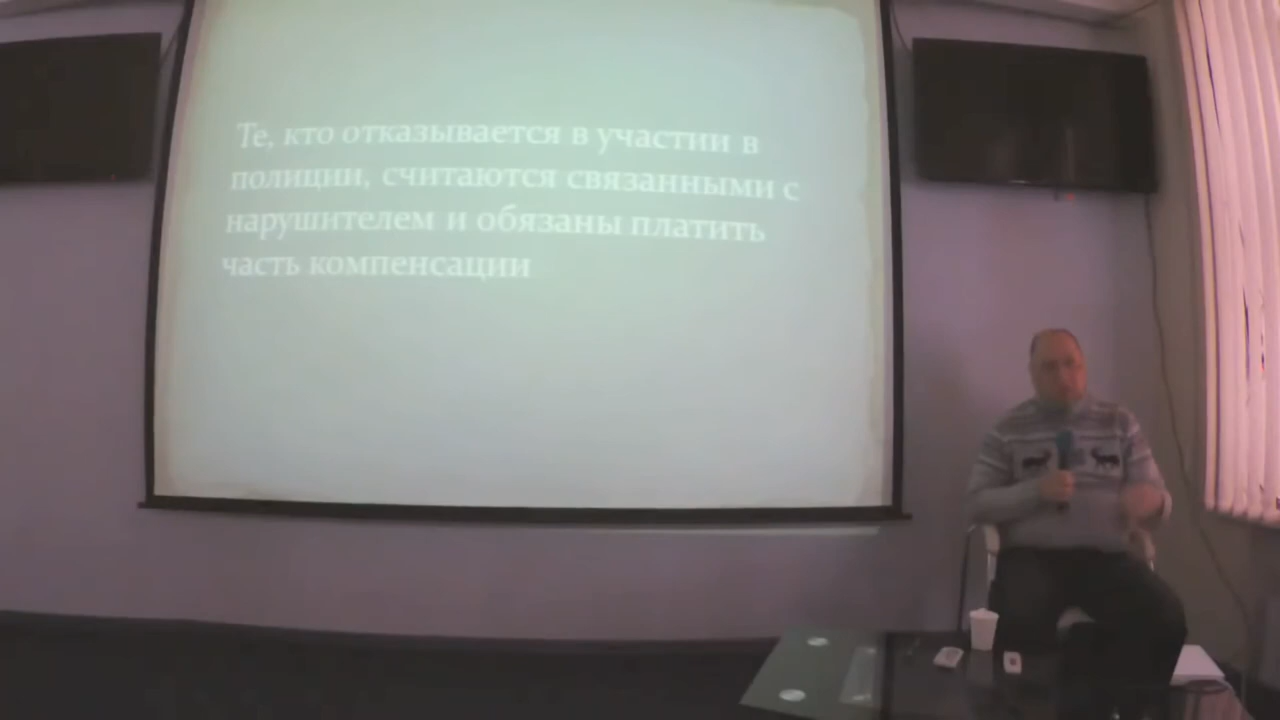 Те, кто отказывается в участии в
полиции, считаются связанными с
нарушителем и обязаны платить
часть компенсации